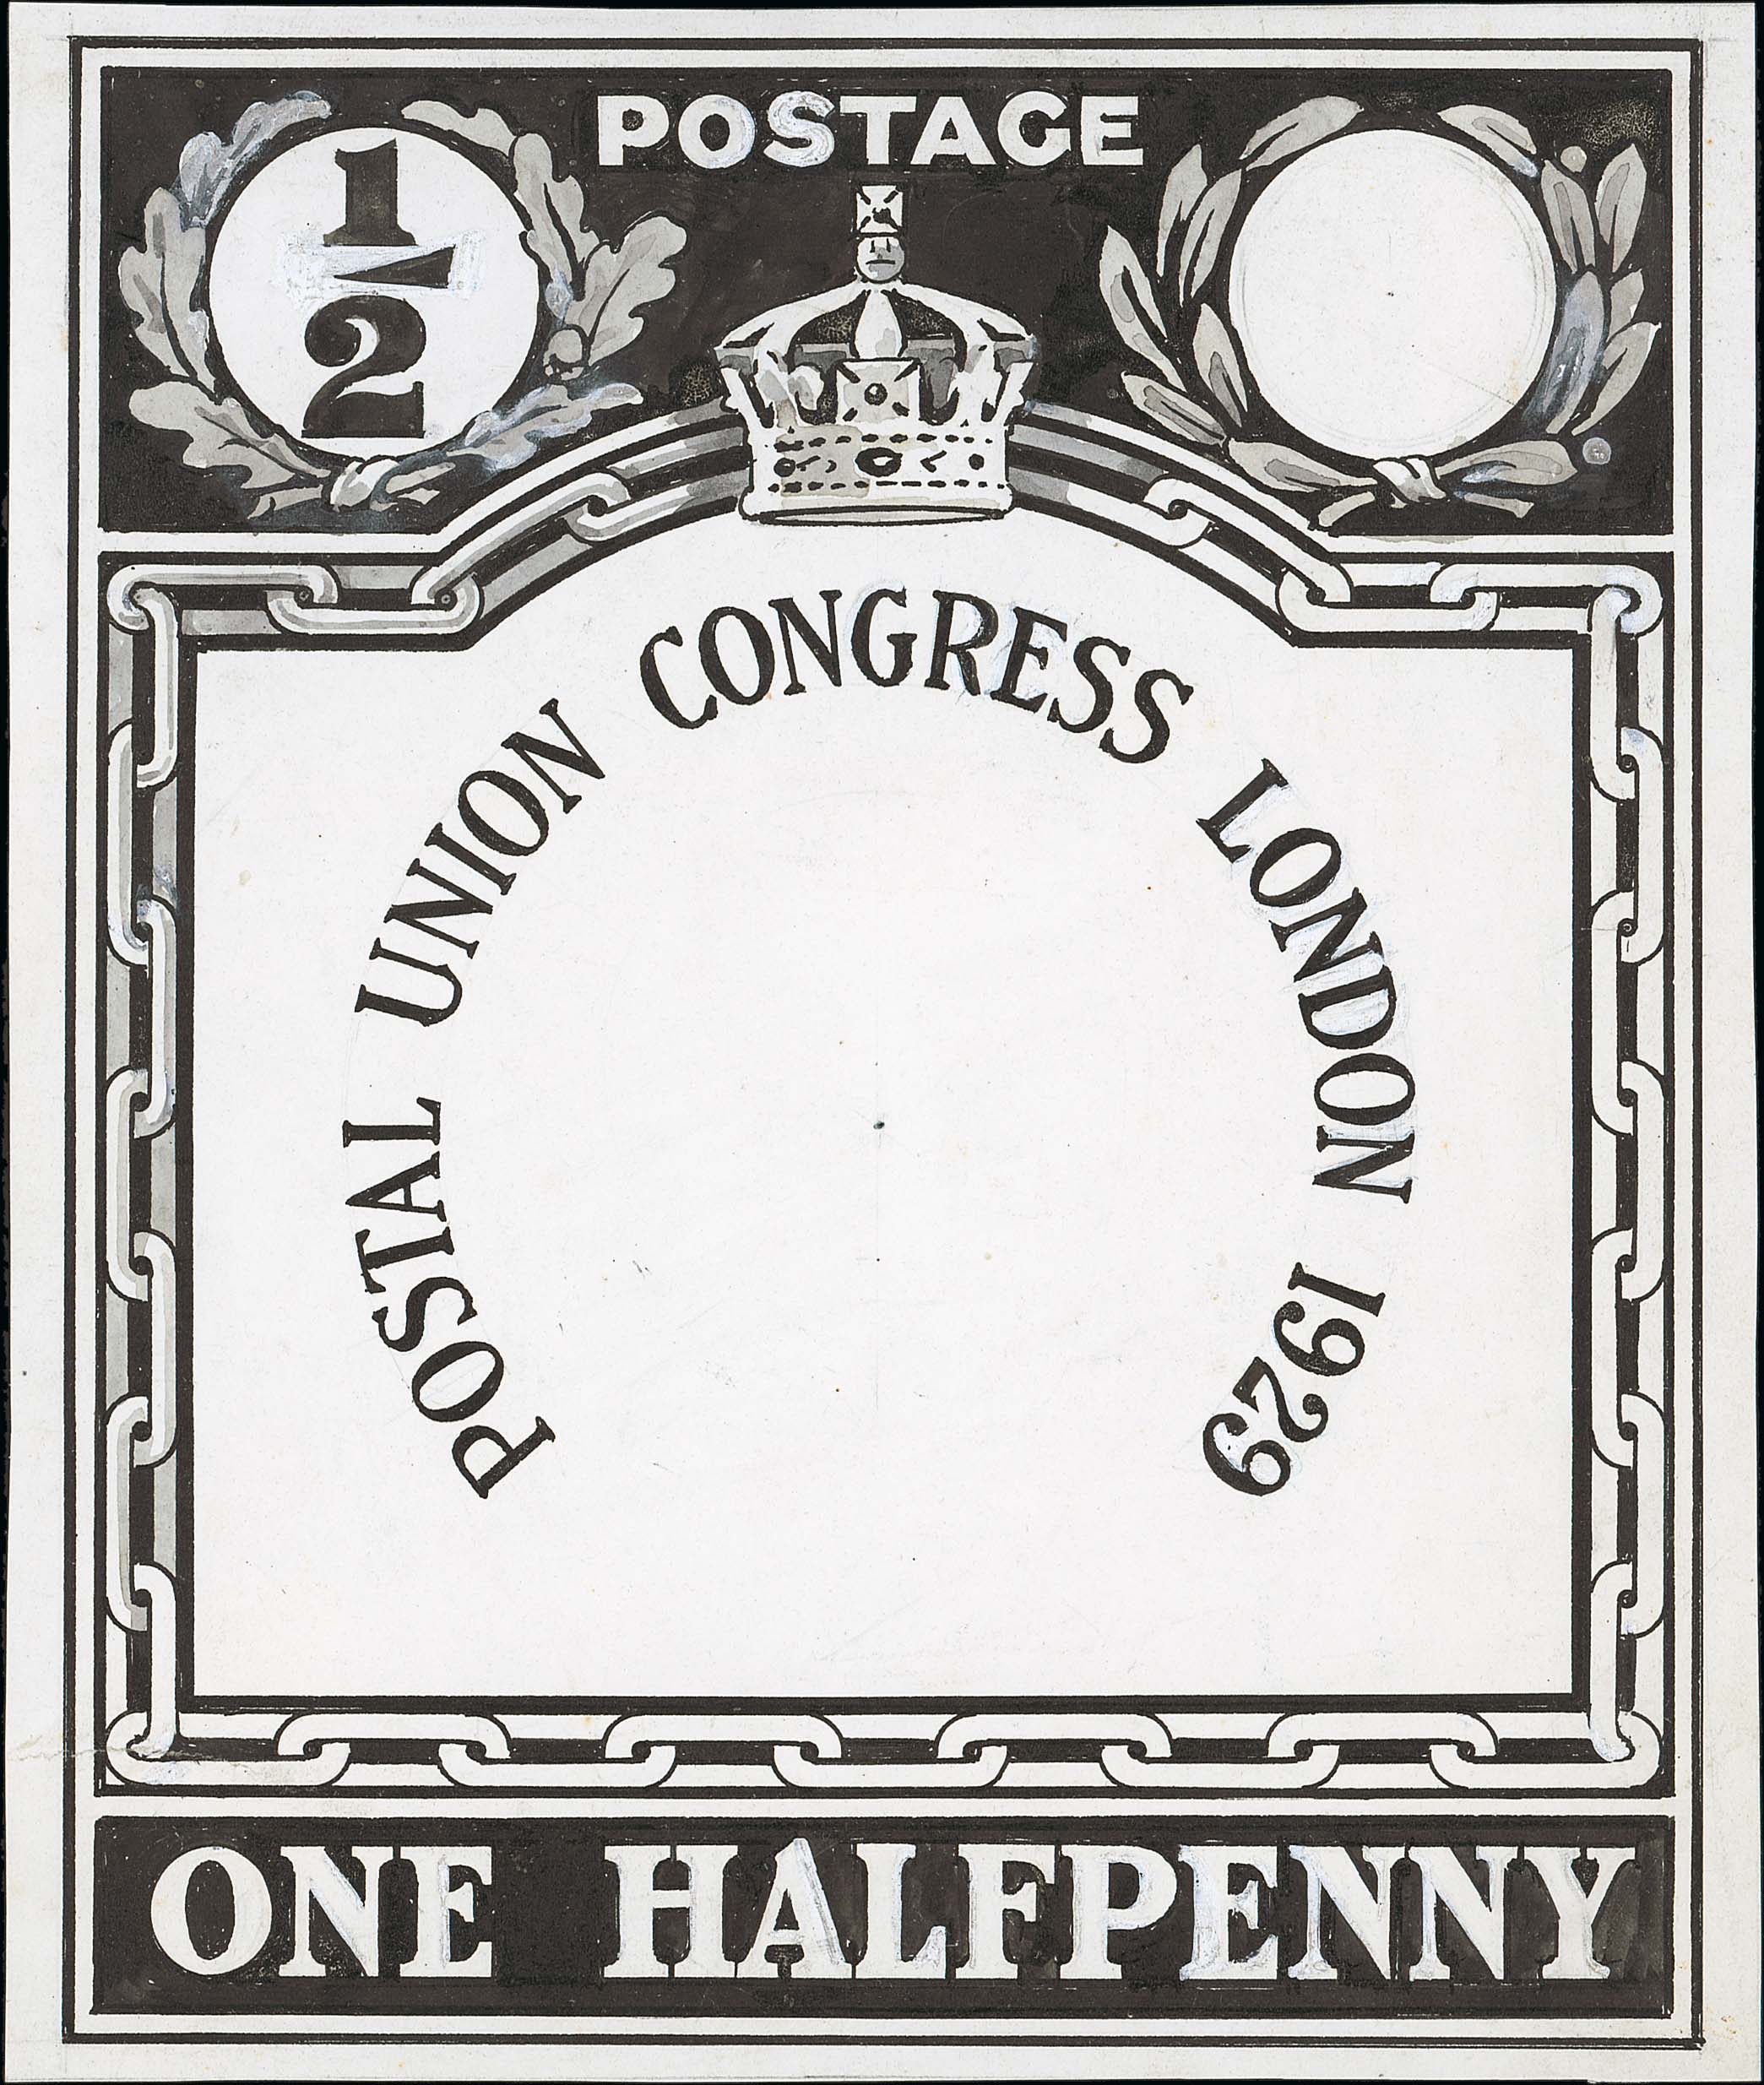 POSTAGE
1/2
POSTAL UNION CONGRESS LONDON 1929
ONE HALFPENNY